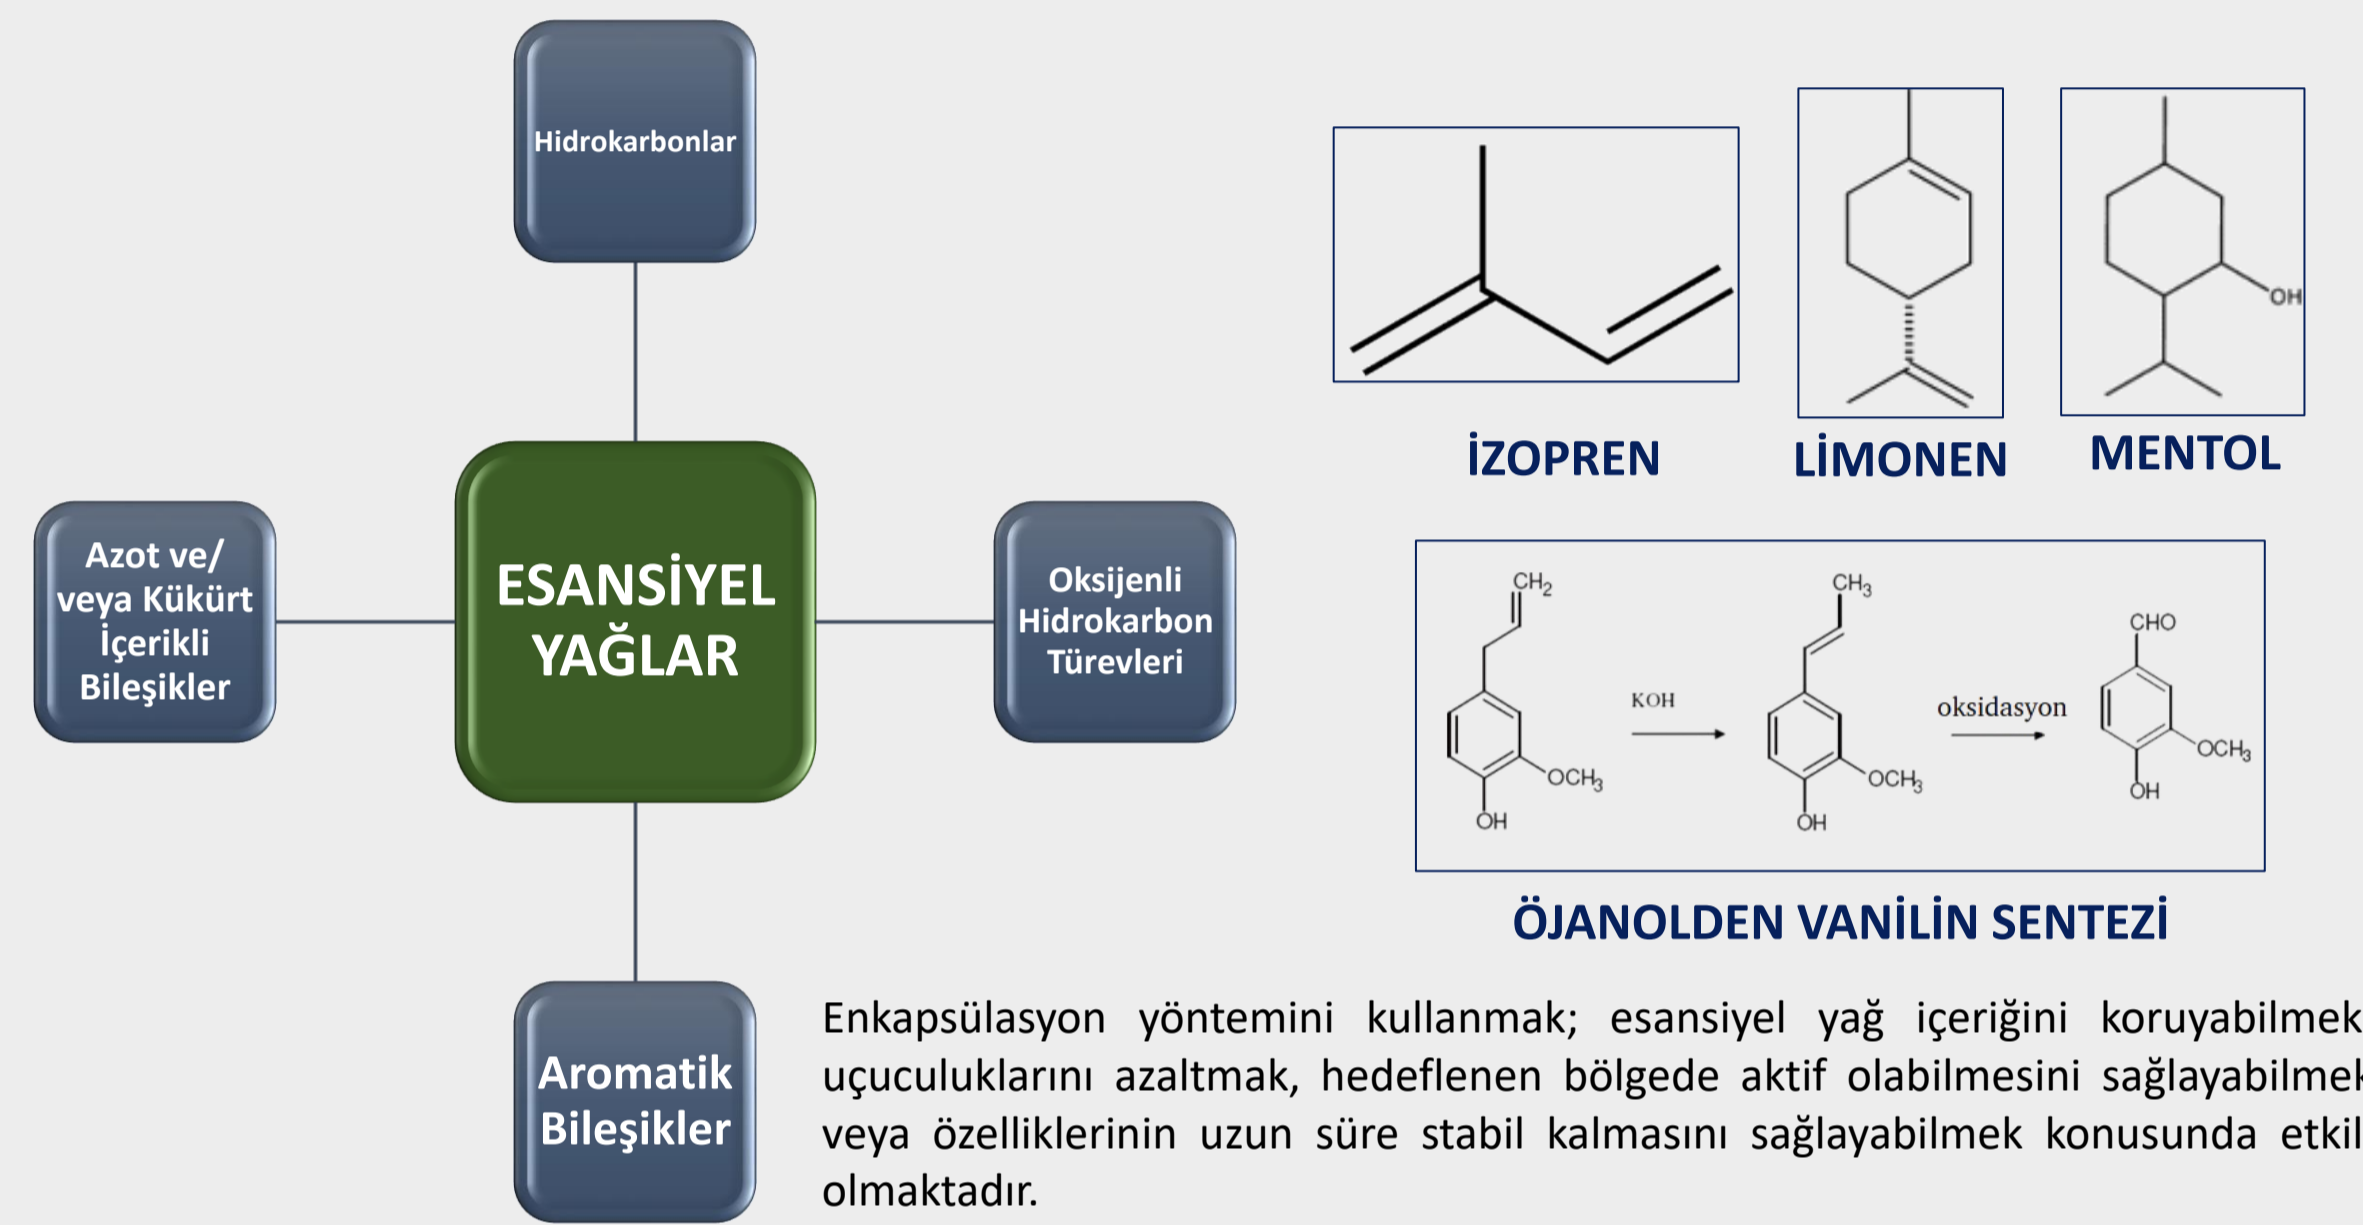 Hidrokarbonlar
Azot ve/
veya Kükürt
İçerikli
Bileşikler
ESANSİYEL
YAĞLAR
Oksijenli
Hidrokarbon
Türevleri
Aromatik
Bileşikler
OH
İZOPREN
LİMONEN
MENTOL
CH₂
OCH₃
OH
KOH
CH₃
OCH₃
OH
oksidasyon
CHO
OCH₃
OH
ÖJANOLDEN VANİLİN SENTEZİ
Enkapsülasyon yöntemini kullanmak; esansiyel yağ içeriğini koruyabilmek
uçuculuklarını azaltmak, hedeflenen bölgede aktif olabilmesini sağlayabilmek
veya özelliklerinin uzun süre stabil kalmasını sağlayabilmek konusunda etkil
olmaktadır.